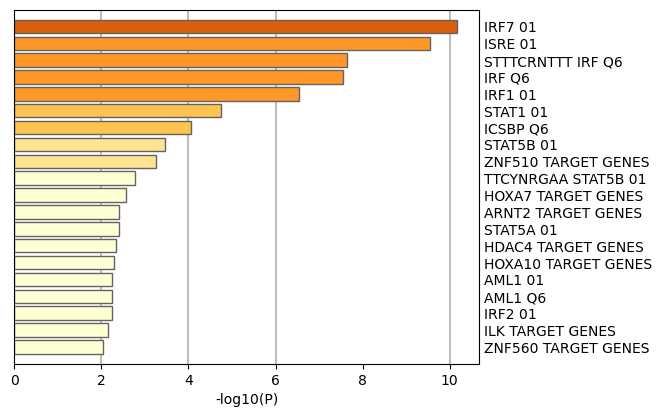 IRF7 01
ISRE 01
STTTCRNTTT IRF Q6
IRF Q6
IRF1 01
STAT1 01
ICSBP Q6
STAT5B 01
ZNF510 TARGET GENES
TTCYNRGAA STAT5B 01
HOXA7 TARGET GENES
ARNT2 TARGET GENES
STAT5A 01
HDAC4 TARGET GENES
HOXA10 TARGET GENES
AML1 01
AML1 Q6
IRF2 01
ILK TARGET GENES
ZNF560 TARGET GENES
0 2 4 6 8 10
-log10(P)